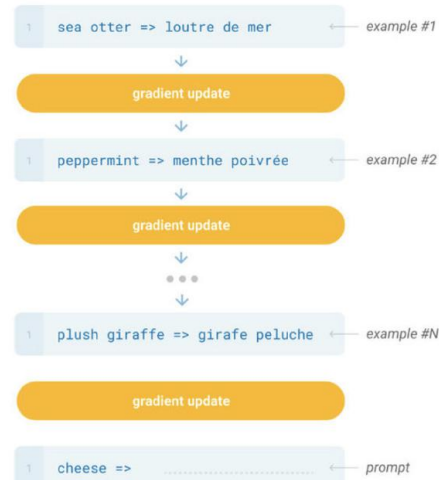 1 sea otter => loutre de mer example #1
gradient update
1 peppermint => menthe poivrée example #2
gradient update
1 plush giraffe => girafe peluche example #N
gradient update
1 cheese => ........................ prompt